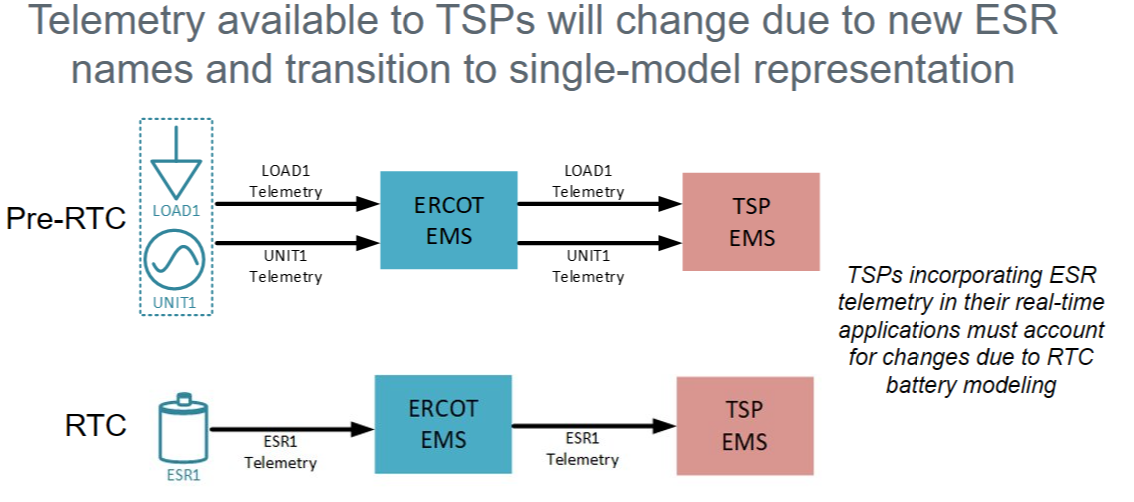 Telemetry available to TSPs will change due to new ESR
names and transition to single-model representation
Pre-RTC
LOAD1
UNIT1
LOAD1
Telemetry
UNIT1
Telemetry
ERCOT
EMS
LOAD1
Telemetry
UNIT1
Telemetry
TSP
EMS
TSPs incorporating ESR
telemetry in their real-time
applications must account
for changes due to RTC
battery modeling
RTC
ESR1
ESR1
Telemetry
ERCOT
EMS
ESR1
Telemetry
TSP
EMS